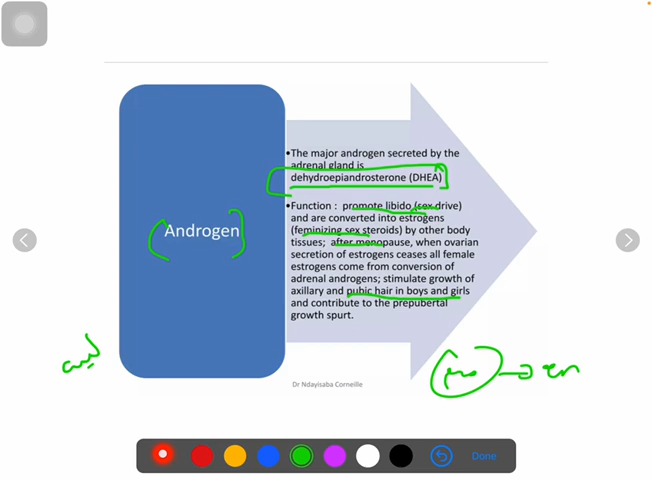 •The major androgen secreted by the
adrenal gland is
dehydroepiandrosterone (DHEA)
•Function : promote libido (sex drive)
and are converted into estrogens
(feminizing sex steroids) by other body
tissues; after menopause, when ovarian
secretion of estrogens ceases all female
estrogens come from conversion of
adrenal androgens; stimulate growth of
axillary and pubic hair in boys and girls
and contribute to the prepubertal
growth spurt.
Androgen
Dr Ndayisaba Corneille
Done